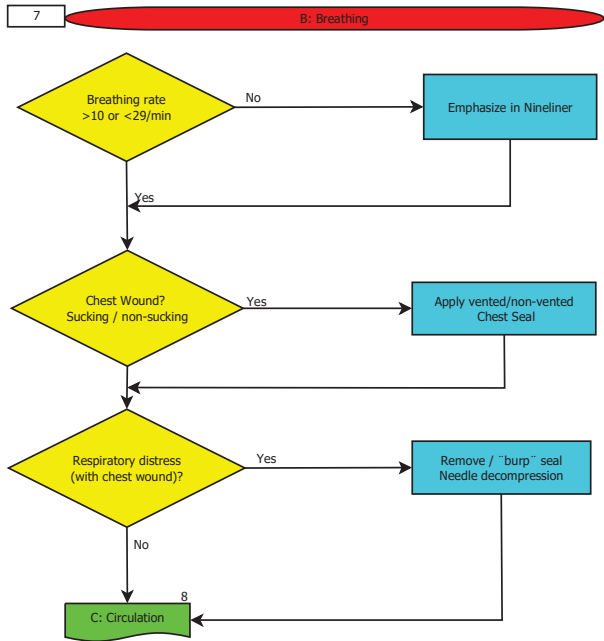 7
B: Breathing
Breathing rate
>10 or <29/min
No
Emphasize in Nineliner
Yes
Chest Wound?
Sucking / non-sucking
Yes
Apply vented/non-vented
Chest Seal
Respiratory distress
(with chest wound)?
Yes
Remove / ¨burp¨ seal
Needle decompression
No
8
C: Circulation